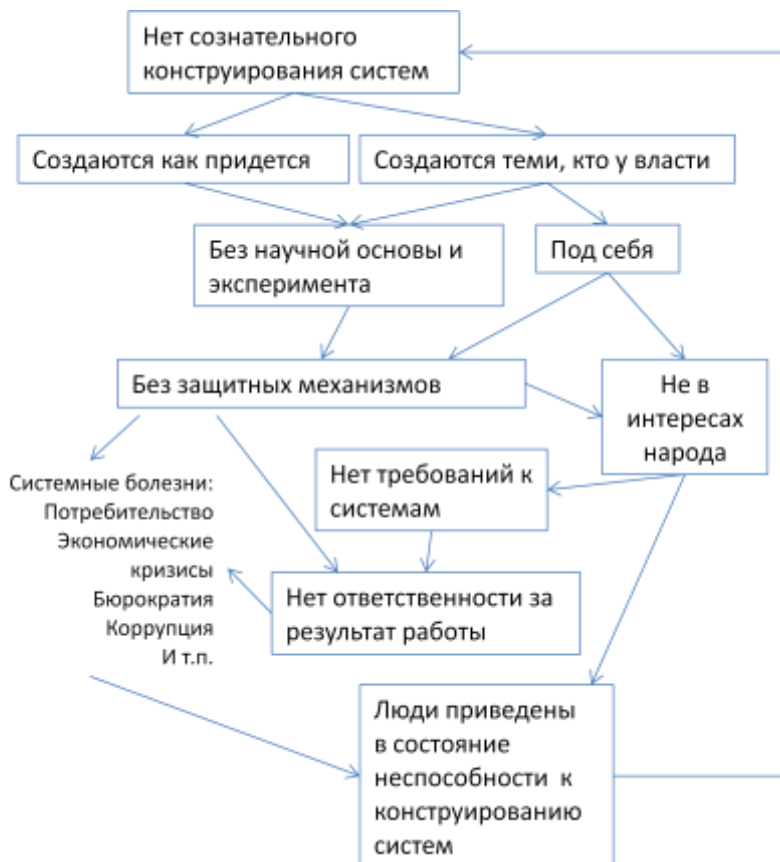 Нет сознательного
конструирования систем
Создаются как придется
Создаются теми, кто у власти
Без научной основы и
эксперимента
Под себя
Без защитных механизмов
Не в
интересах
народа
Нет требований к
системам
Системные болезни:
Потребительство
Экономические
кризисы
Бюрократия
Коррупция
И т.п.
Нет ответственности за
результат работы
Люди приведены
в состояние
неспособности к
конструированию
систем